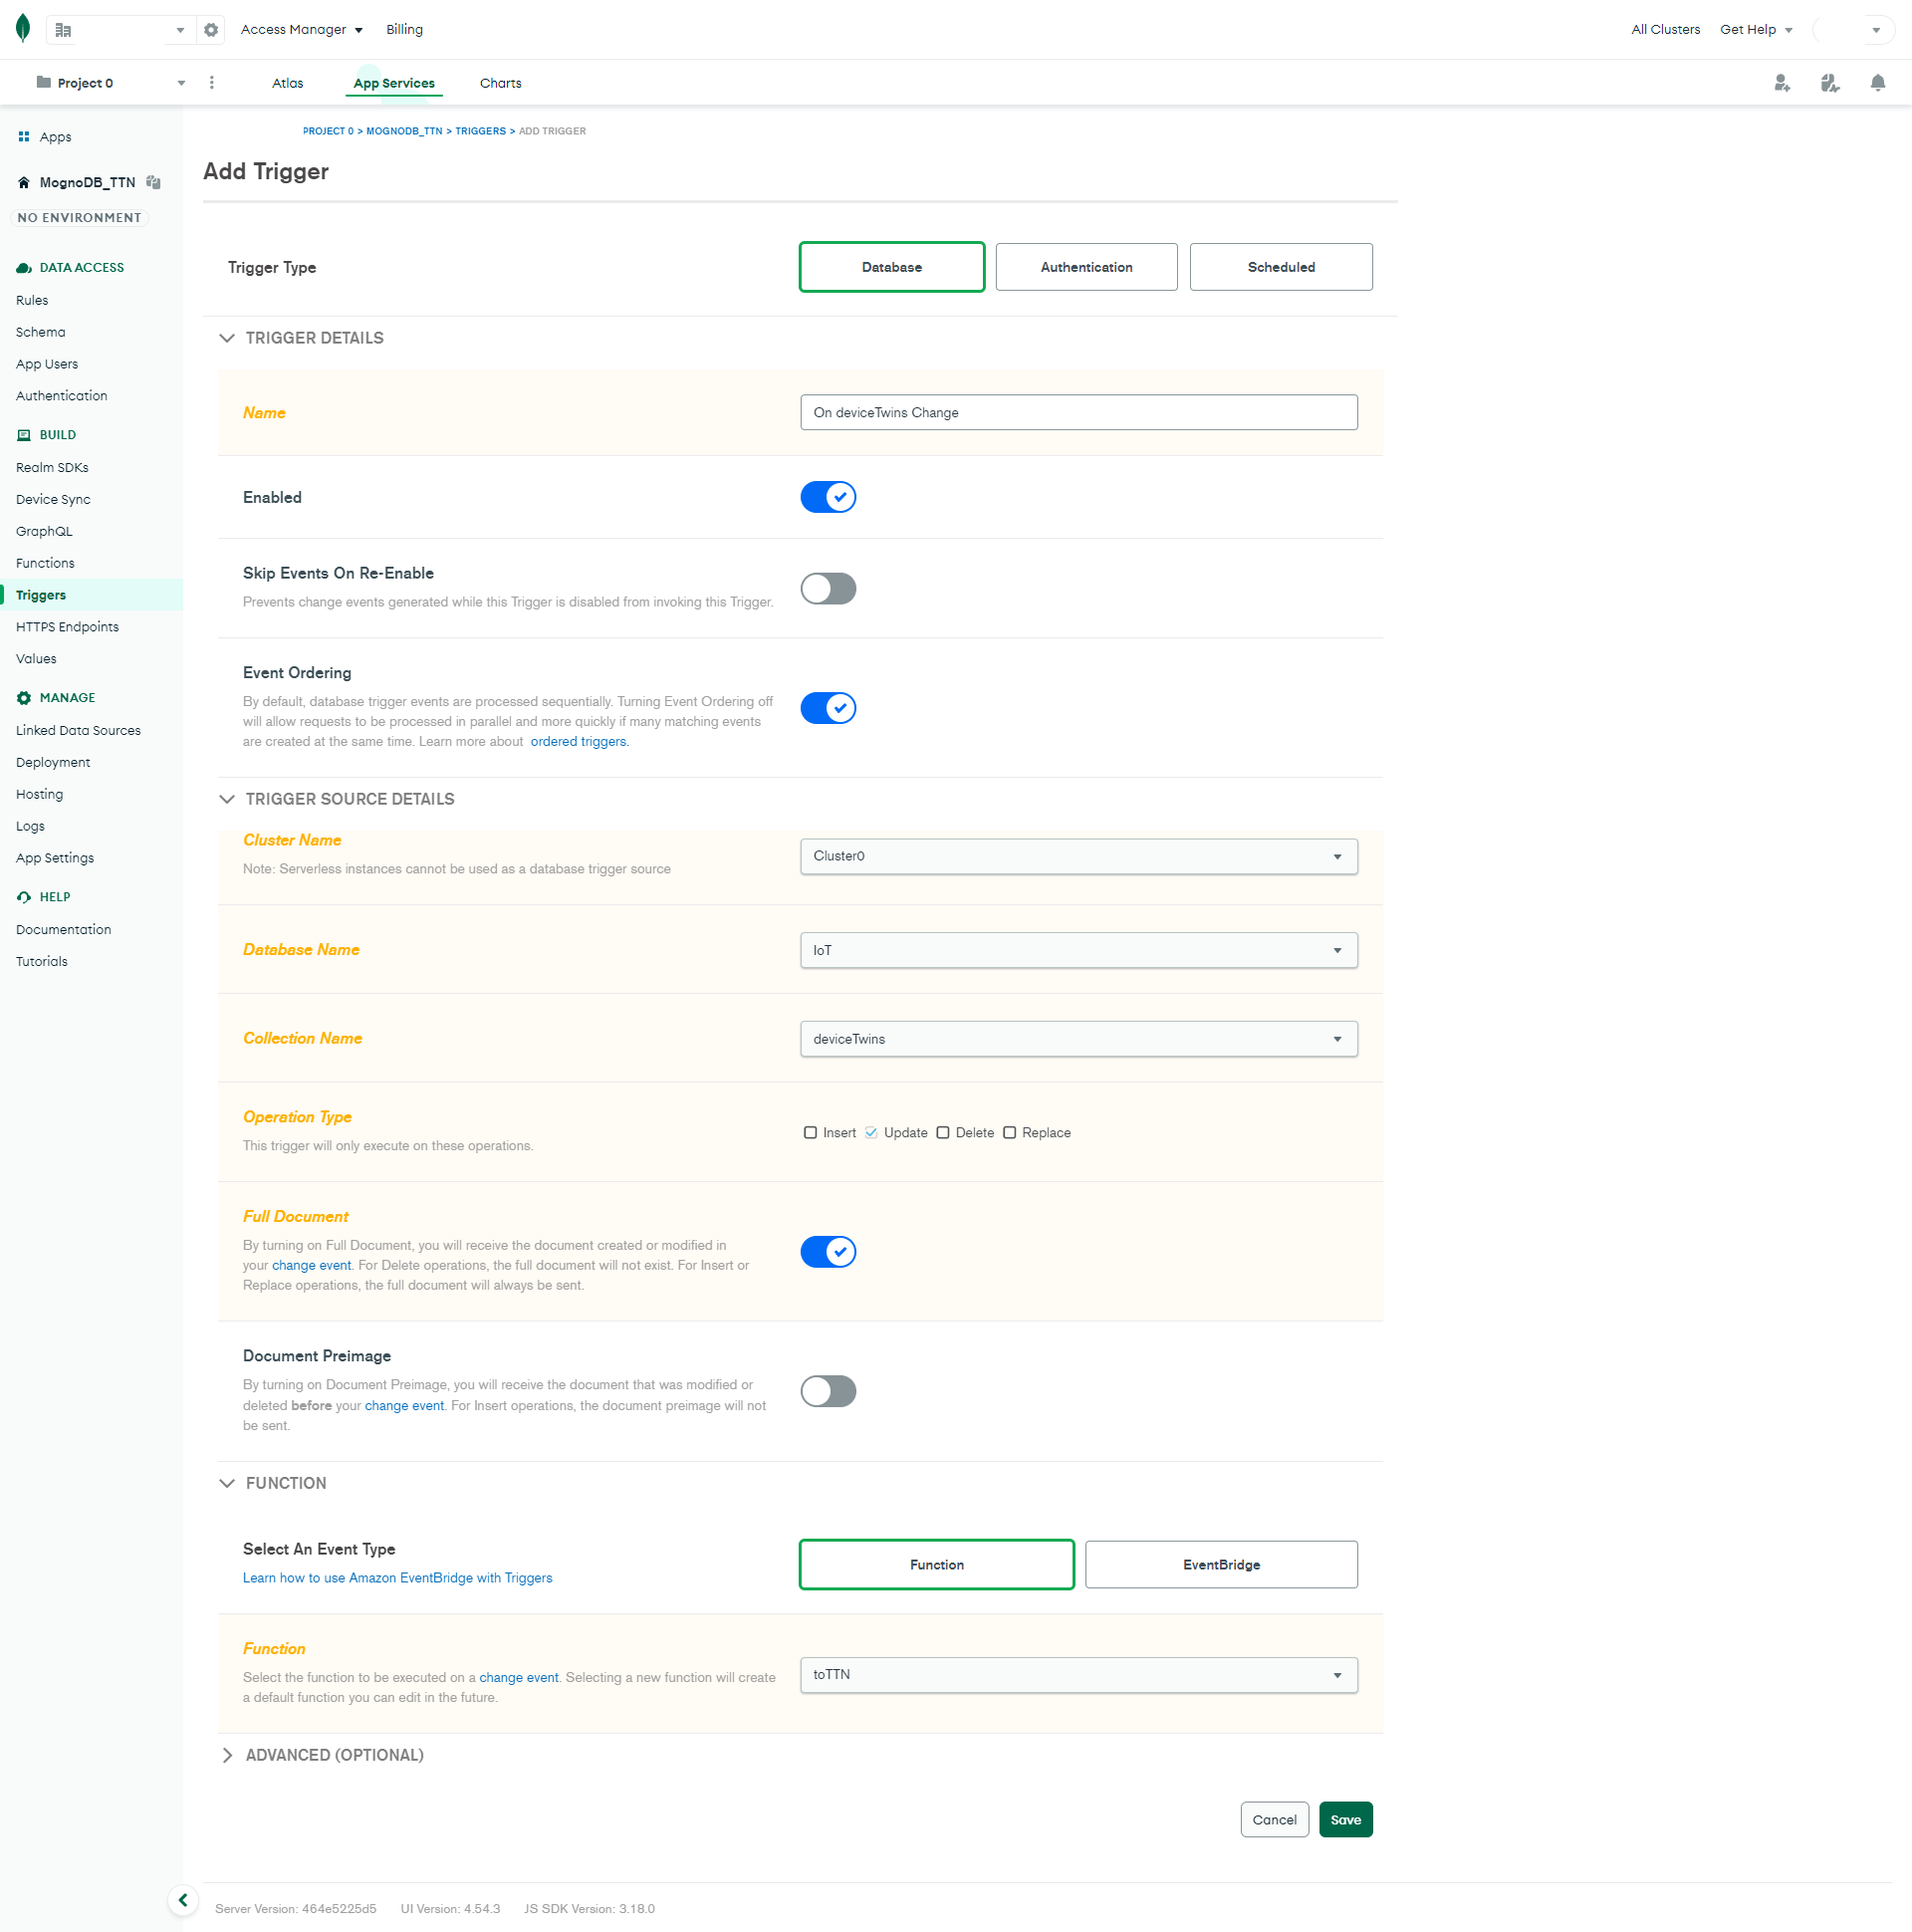 Access Manager
Billing
All Clusters
Get Help
Project 0
Atlas
App Services
Charts
Apps
MognoDB_TTN
NO ENVIRONMENT
DATA ACCESS
Rules
Schema
App Users
Authentication
BUILD
Realm SDKs
Device Sync
GraphQL
Functions
Triggers
HTTPS Endpoints
Values
MANAGE
Linked Data Sources
Deployment
Hosting
Logs
App Settings
HELP
Documentation
Tutorials
PROJECT 0 > MOGNODB_TTN > TRIGGERS > ADD TRIGGER
Add Trigger
Trigger Type
Database
Authentication
Scheduled
TRIGGER DETAILS
Name
On deviceTwins Change
Enabled
Skip Events On Re-Enable
Prevents change events generated while this Trigger is disabled from invoking this Trigger.
Event Ordering
By default, database trigger events are processed sequentially. Turning Event Ordering off
will allow requests to be processed in parallel and more quickly if many matching events
are created at the same time. Learn more about ordered triggers.
TRIGGER SOURCE DETAILS
Cluster Name
Note: Serverless instances cannot be used as a database trigger source
Cluster0
Database Name
IoT
Collection Name
deviceTwins
Operation Type
This trigger will only execute on these operations.
Insert Update Delete Replace
Full Document
By turning on Full Document, you will receive the document created or modified in
your change event. For Delete operations, the full document will not exist. For Insert or
Replace operations, the full document will always be sent.
Document Preimage
By turning on Document Preimage, you will receive the document that was modified or
deleted before your change event. For Insert operations, the document preimage will not
be sent.
FUNCTION
Select An Event Type
Learn how to use Amazon EventBridge with Triggers
Function
EventBridge
Function
Select the function to be executed on a change event. Selecting a new function will create
a default function you can edit in the future.
toTTN
ADVANCED (OPTIONAL)
Cancel
Save
Server Version: 464e5225d5 UI Version: 4.54.3 JS SDK Version: 3.18.0